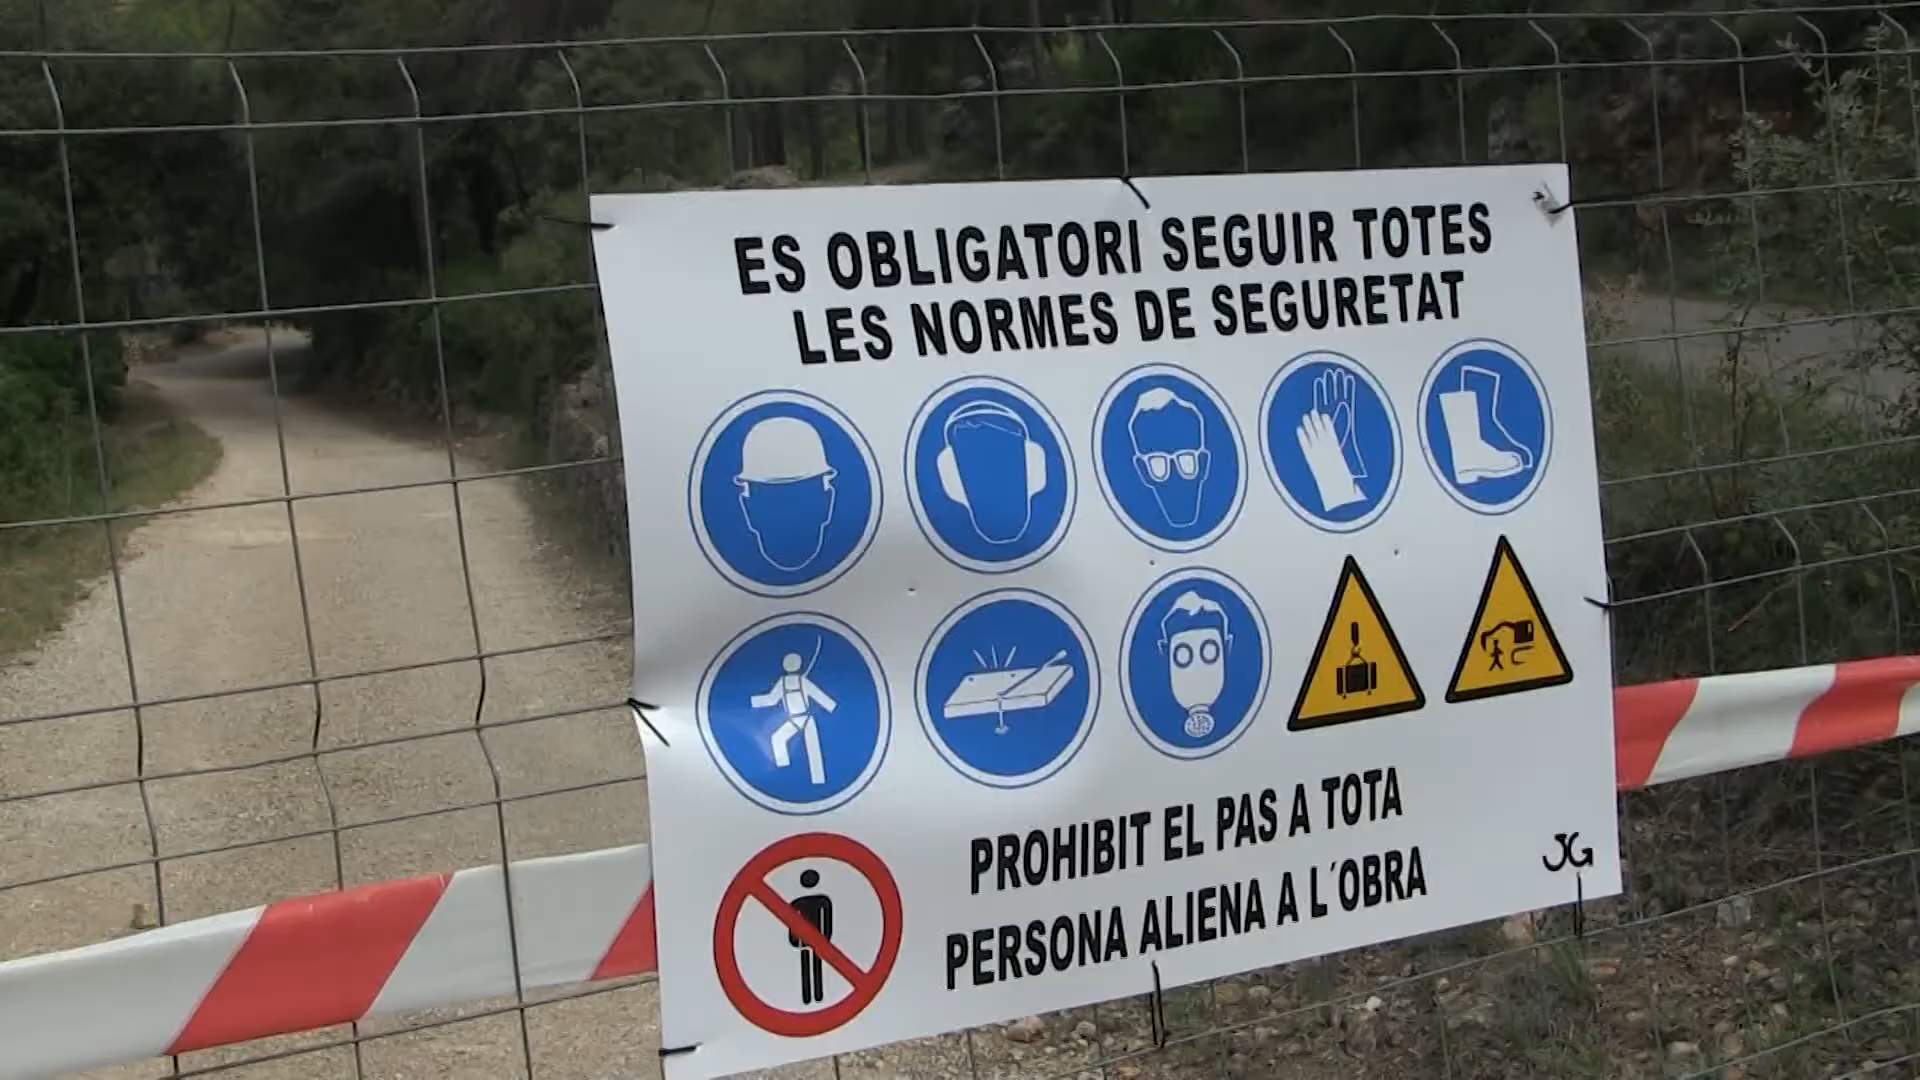 ES OBLIGATORI SEGUIR TOTES
LES NORMES DE SEGURETAT
PROHIBIT EL PAS A TOTA
PERSONA ALIENA A L´OBRA
JG